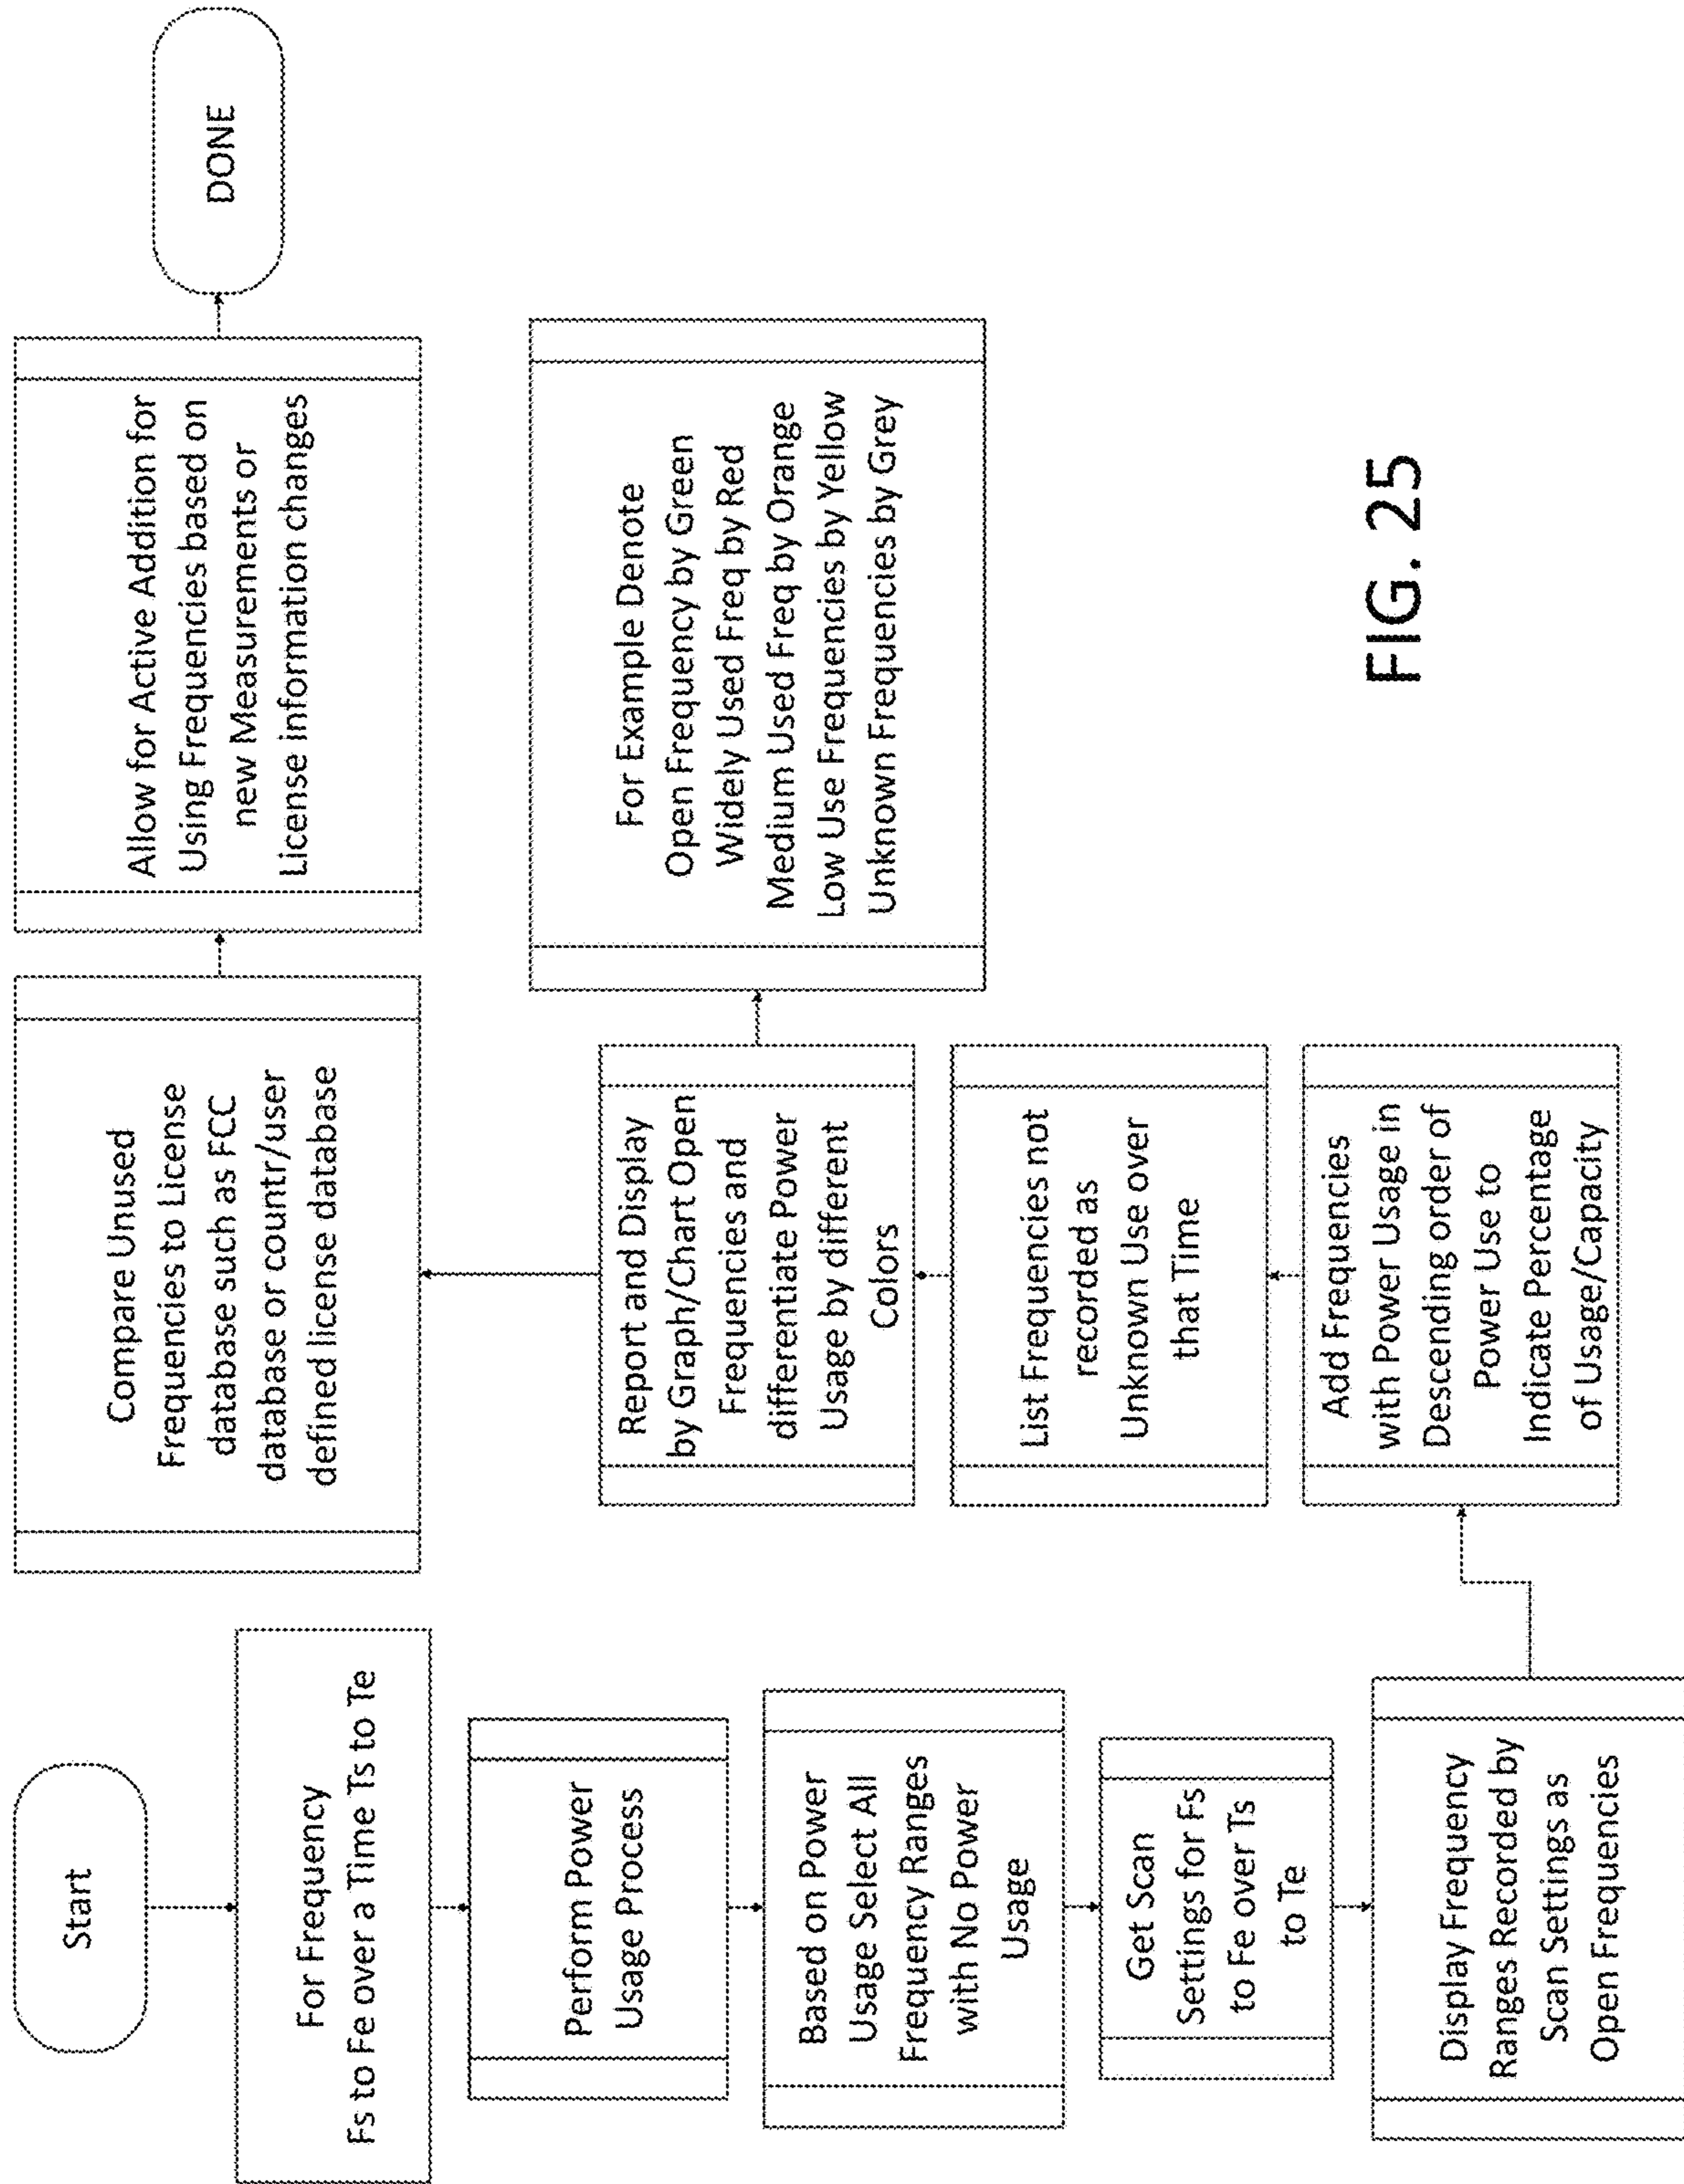 Start
For Frequency
Fs to Fe over a Time Ts to Te
Perform Power
Usage Process
Based on Power
Usage Select All
Frequency Ranges
with No Power
Usage
Get Scan
Settings for Fs
to Fe over Ts
to Te
Display Frequency
Ranges Recorded by
Scan Settings as
Open Frequencies
Add Frequencies
with Power Usage in
Descending order of
Power Use to
Indicate Percentage
of Usage/Capacity
List Frequencies not
recorded as
Unknown Use over
that Time
Report and Display
by Graph/Chart Open
Frequencies and
differentiate Power
Usage by different
Colors
For Example Denote
Open Frequency by Green
Widely Used Freq by Red
Medium Used Freq by Orange
Low Use Frequencies by Yellow
Unknown Frequencies by Grey
Compare Unused
Frequencies to License
database such as FCC
database or countr/user
defined license database
Allow for Active Addition for
Using Frequencies based on
new Measurements or
License information changes
DONE
FIG. 25